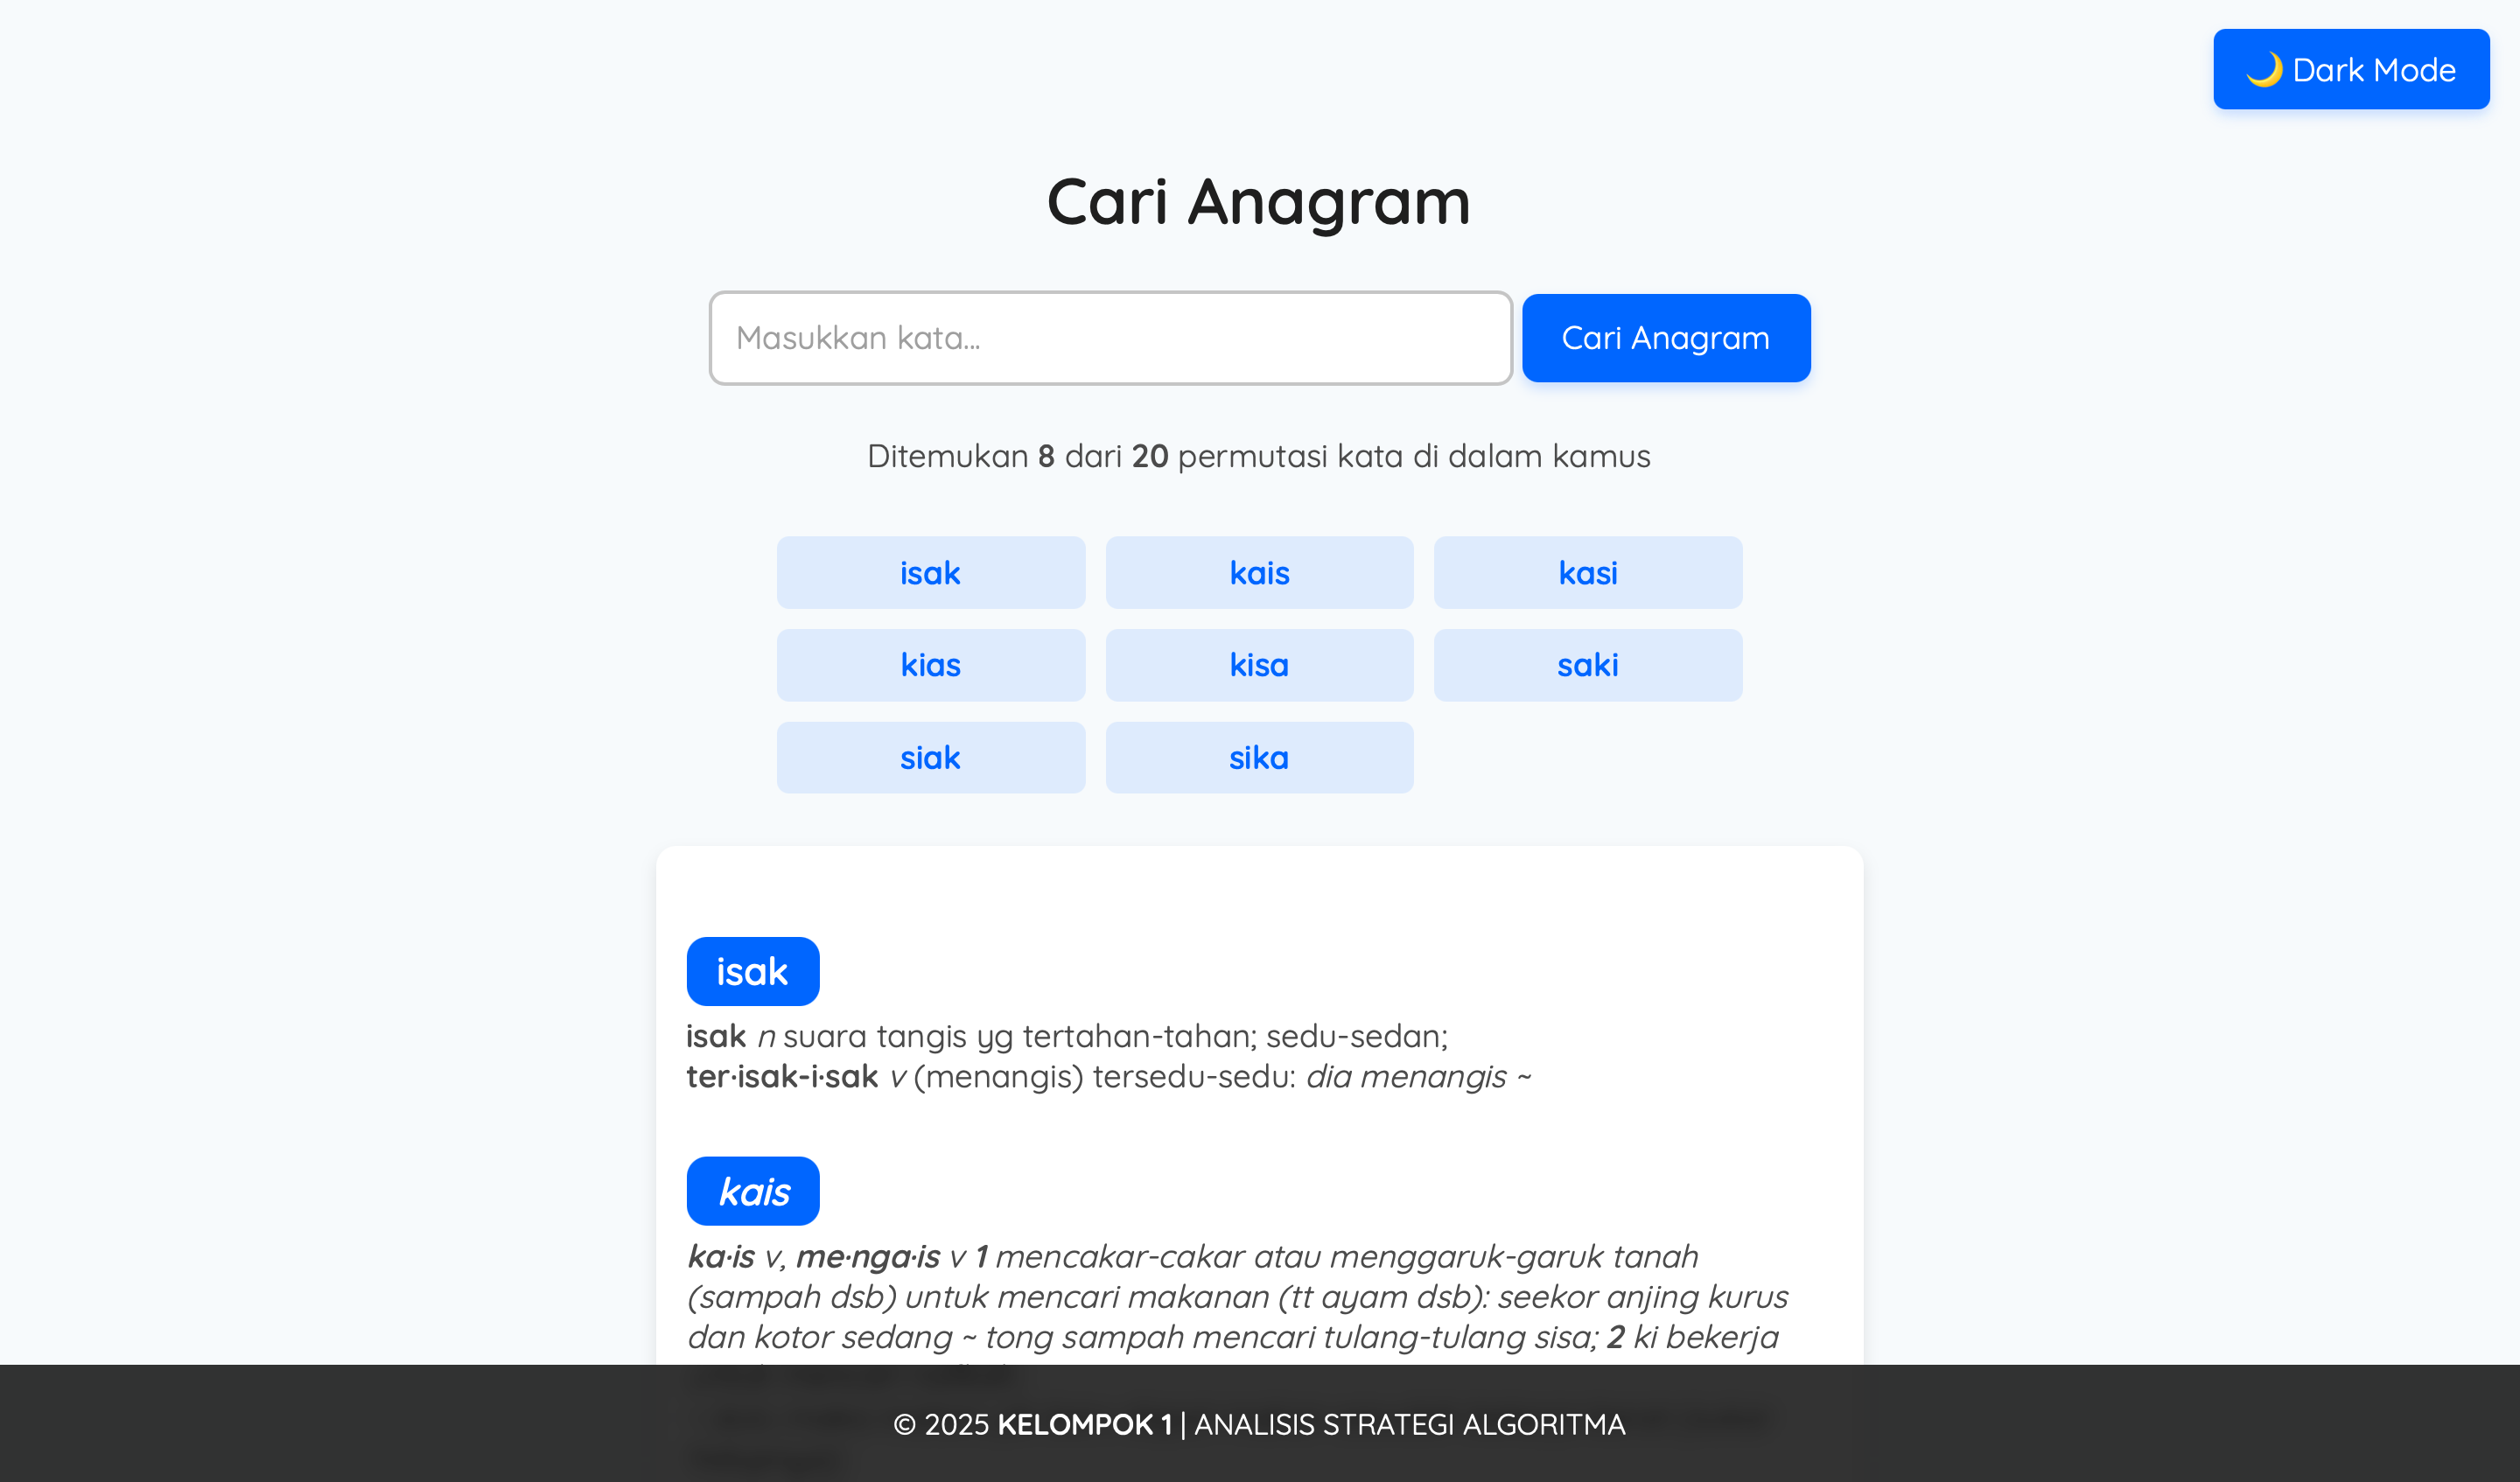 🌙 Dark Mode
Cari Anagram
Masukkan kata...
Cari Anagram
Ditemukan 8 dari 20 permutasi kata di dalam kamus
isak
kais
kasi
kias
kisa
saki
siak
sika
isak
isak n suara tangis yg tertahan-tahan; sedu-sedan;
ter·isak-i·sak v (menangis) tersedu-sedu: dia menangis ~
kais
ka·is v, me·nga·is v 1 mencakar-cakar atau menggaruk-garuk tanah
(sampah dsb) untuk mencari makanan (tt ayam dsb): seekor anjing kurus
dan kotor sedang ~ tong sampah mencari tulang-tulang sisa; 2 ki bekerja
© 2025 KELOMPOK 1 | ANALISIS STRATEGI ALGORITMA